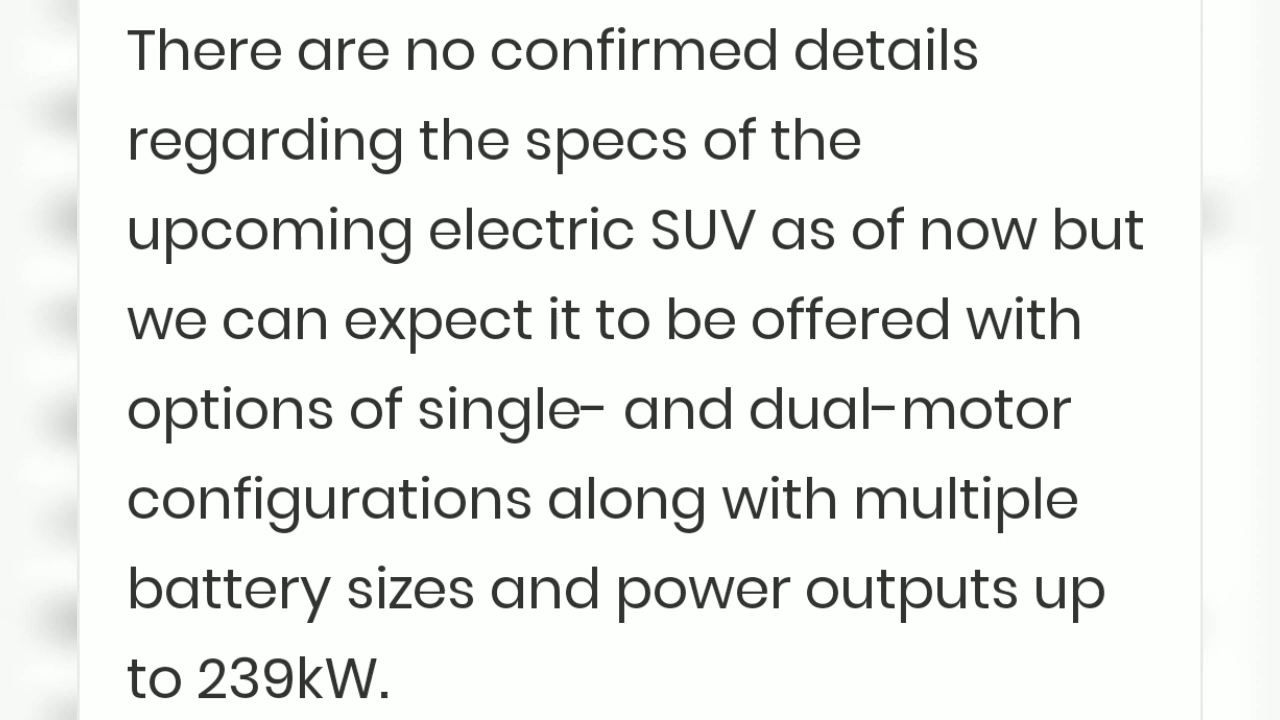 There are no confirmed details
regarding the specs of the
upcoming electric SUV as of now but
we can expect it to be offered with
options of single- and dual-motor
configurations along with multiple
battery sizes and power outputs up
to 239kW.